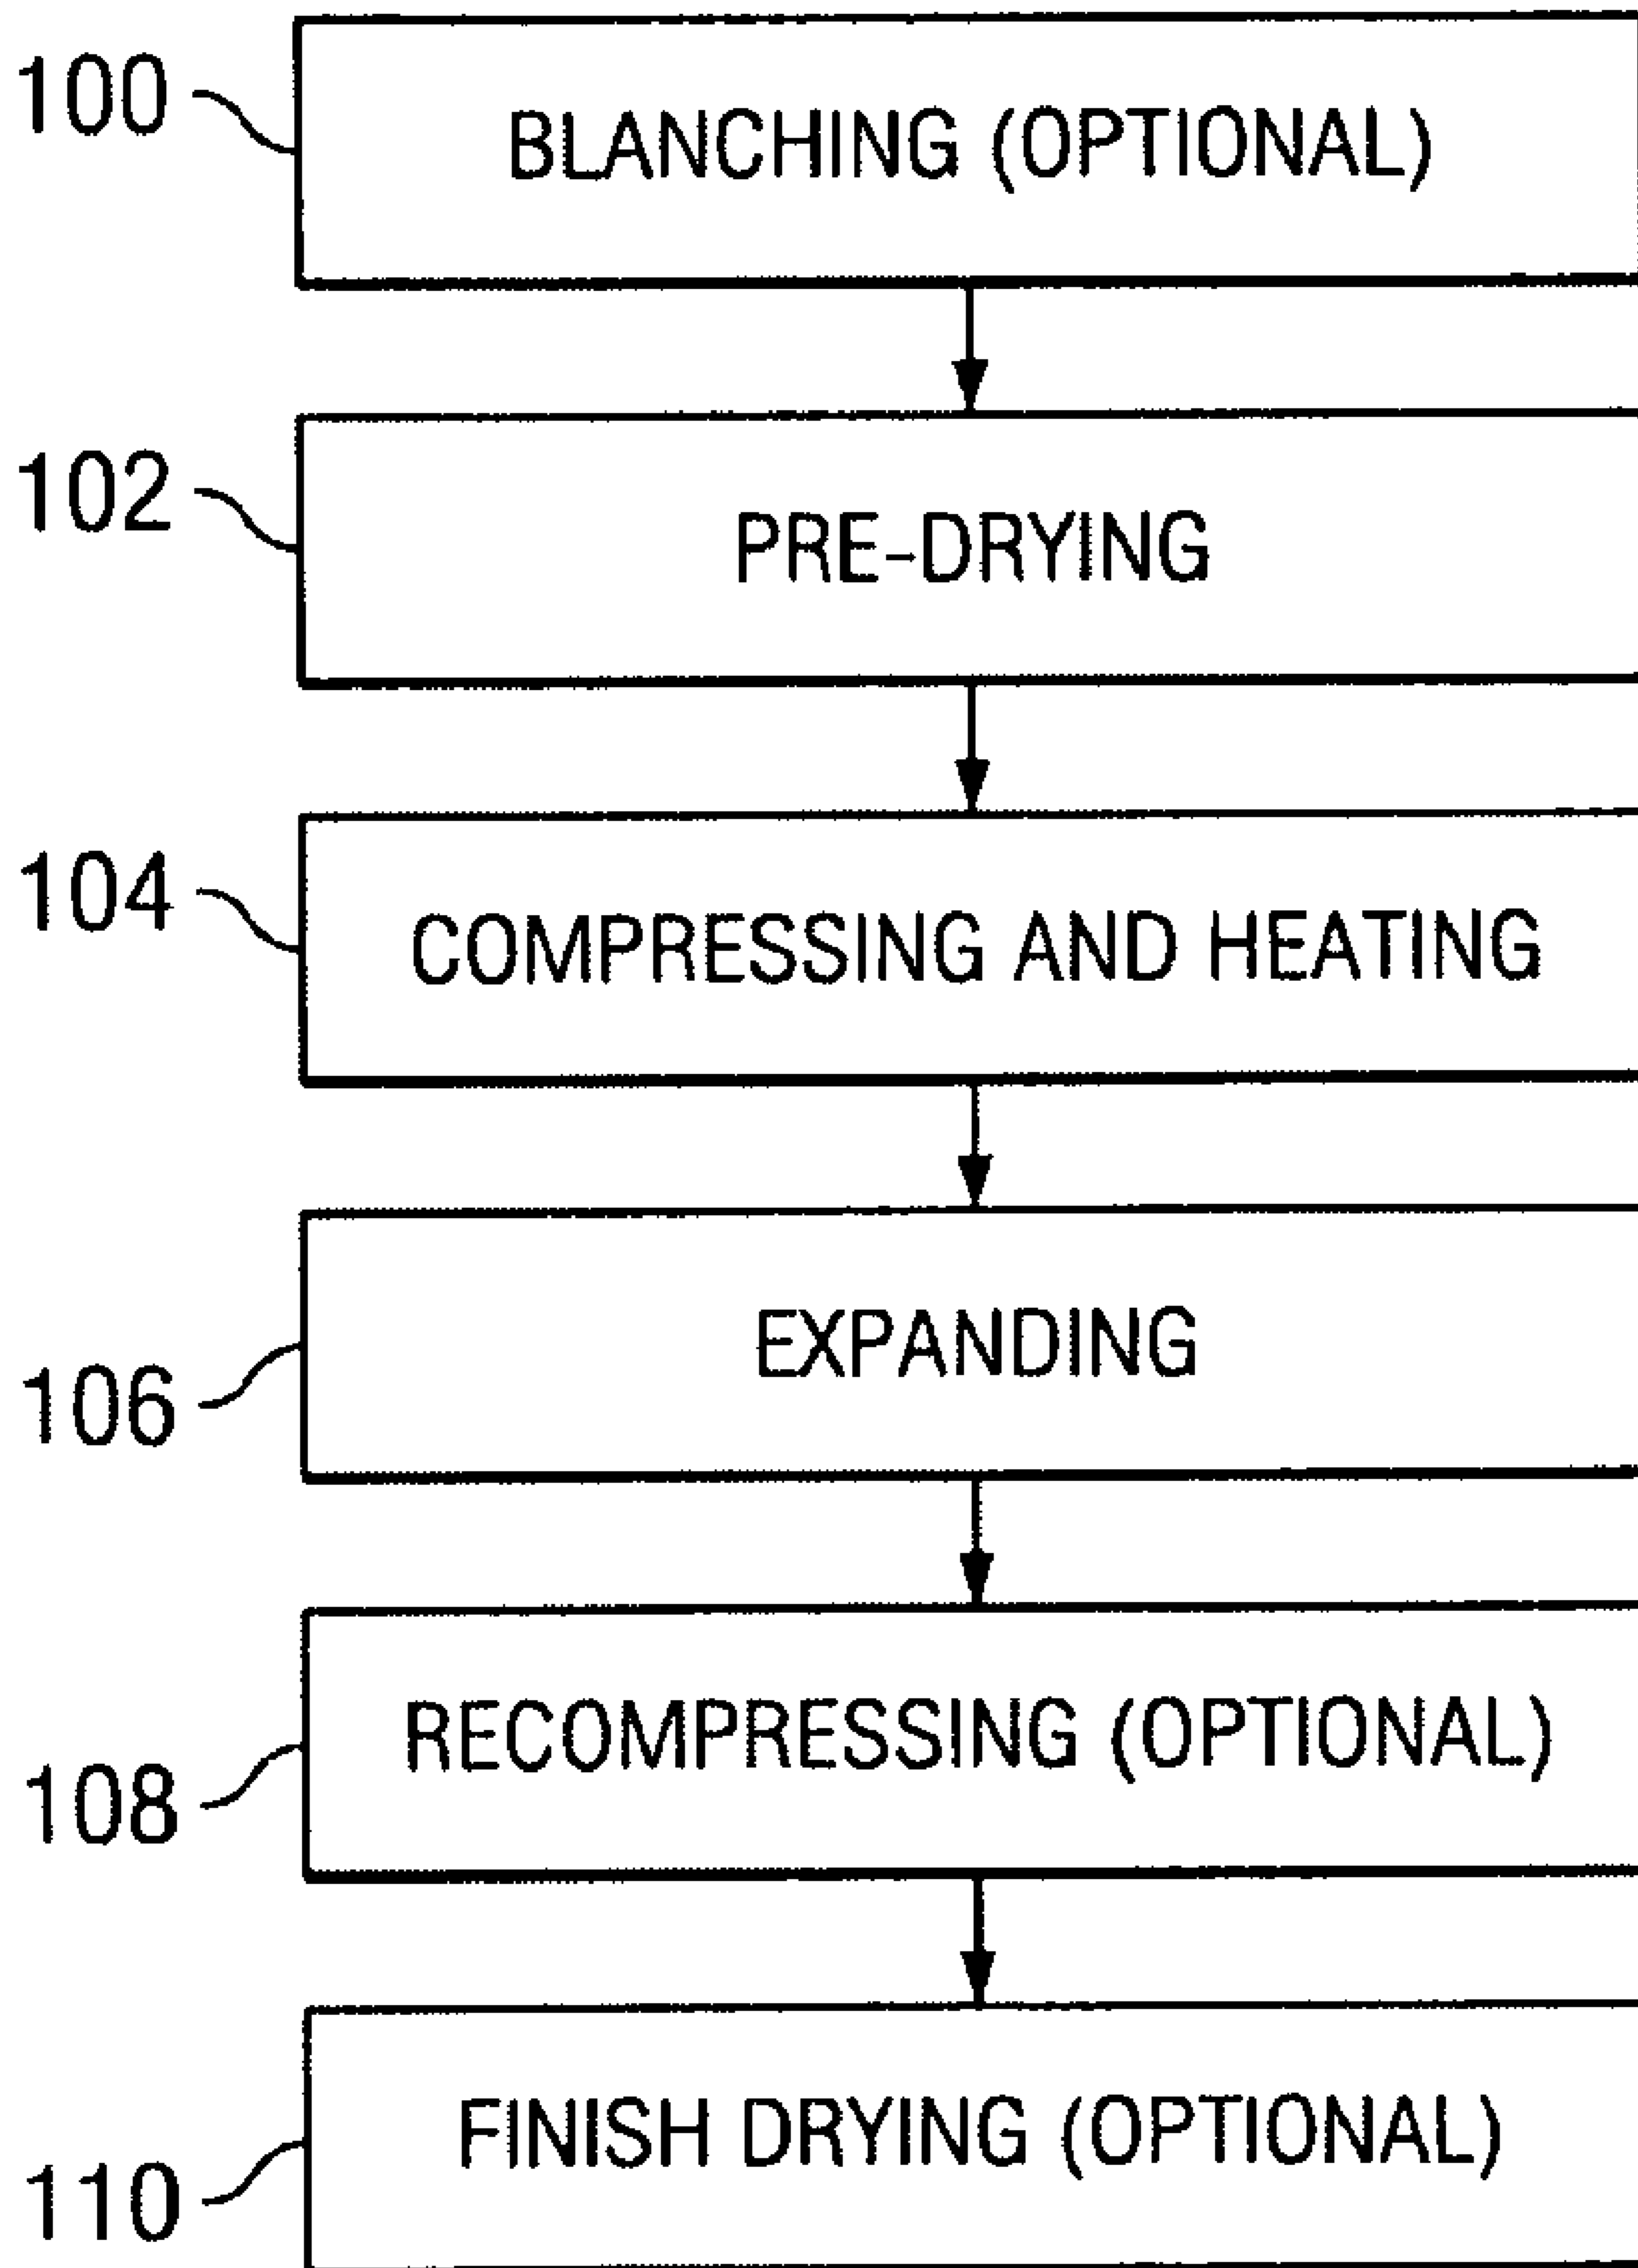 100
BLANCHING (OPTIONAL)
102
PRE-DRYING
104
COMPRESSING AND HEATING
106
EXPANDING
108
RECOMPRESSING (OPTIONAL)
110
FINISH DRYING (OPTIONAL)